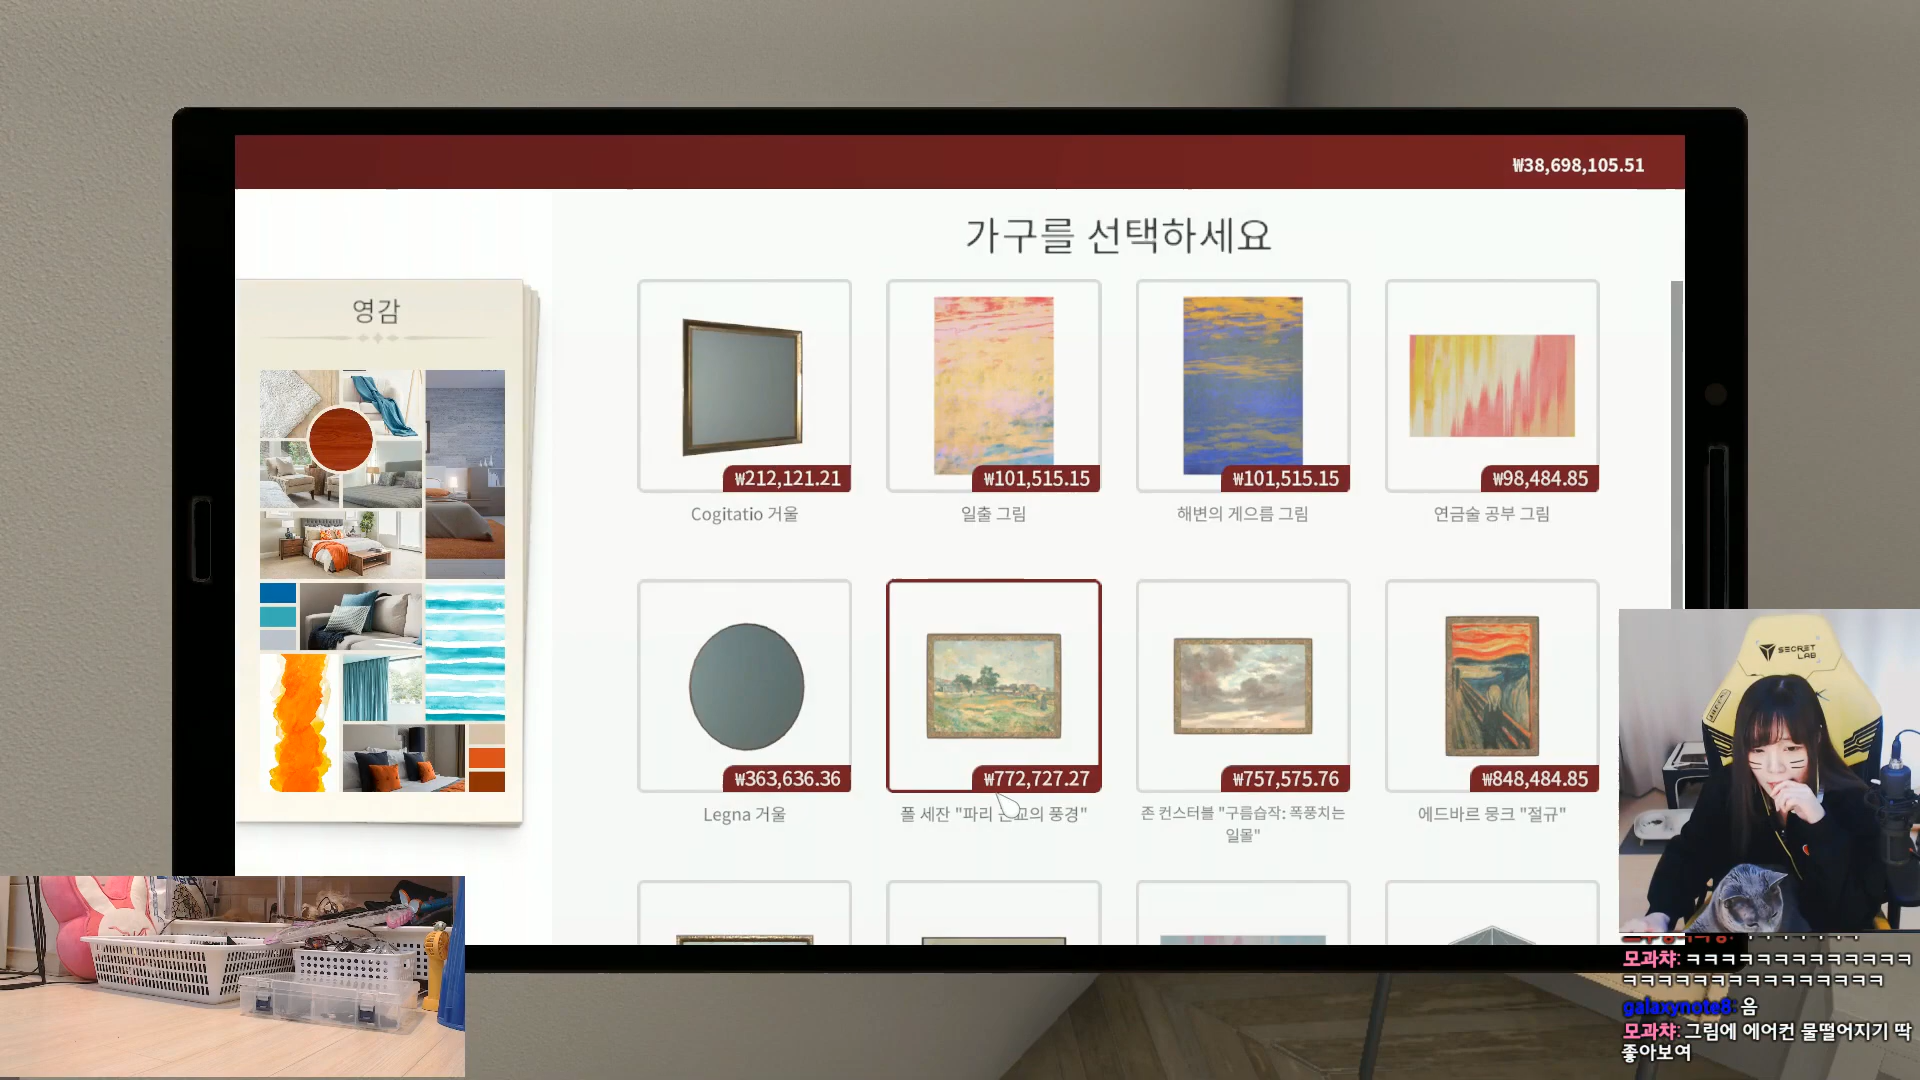 ₩38,698,105.51
가구를 선택하세요
영감
₩212,121.21
₩101,515.15
₩101,515.15
₩98,484.85
Cogitatio 거울
일출 그림
해변의 게으름 그림
연금술 공부 그림
₩363,636.36
₩772,727.27
₩757,575.76
₩848,484.85
Legna 거울
폴 세잔 "파리 교의 풍경"
존 컨스터블 "구름습작: 폭풍치는
일몰"
에드바르 뭉크 "절규"
SECRET
LAB
모과챠: ㅋㅋㅋㅋㅋㅋㅋㅋㅋㅋㅋㅋㅋ
ㅋㅋㅋㅋㅋㅋㅋㅋㅋㅋㅋㅋㅋㅋㅋ
galaxynote8: 음
모과챠: 그림에 에어컨 물떨어지기 딱
좋아보여